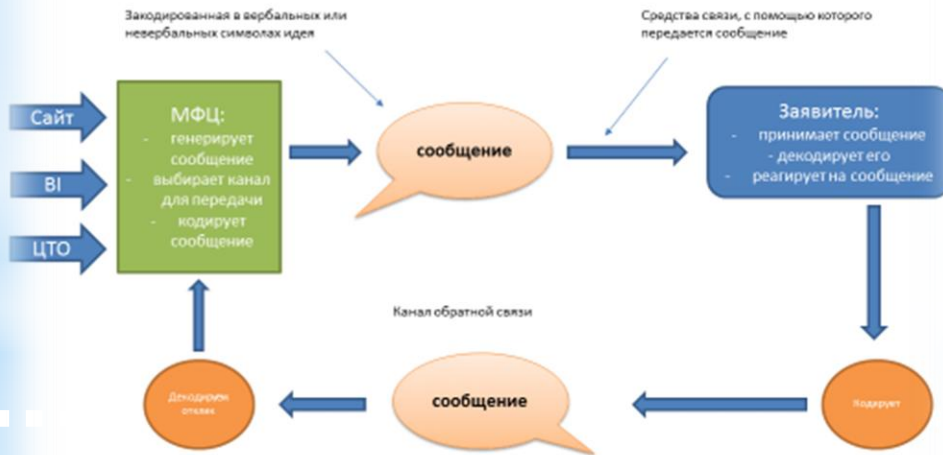 Закодированная в вербальных или
невербальных символах идея
Средства связи, с помощью которого
передается сообщение
Сайт
BI
ЦТО
МФЦ:
- генерирует
сообщение
- выбирает канал
для передачи
- кодирует
сообщение
сообщение
Заявитель:
- принимает сообщение
- декодирует его
- реагирует на сообщение
Канал обратной связи
Декодируем
отклик
сообщение
Кодирует